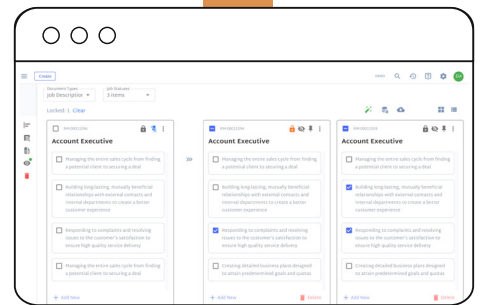 Create
Document Types
Job Description
Job Statuses
3 items
Locked: 1 Clear
Account Executive
Managing the entire sales cycle from finding
a potential client to securing a deal
Building long-lasting, mutually beneficial
relationships with external contacts and
internal departments to create a better
customer experience
Responding to complaints and resolving
issues to the customer's satisfaction to
ensure high quality service delivery
Managing the entire sales cycle from finding
a potential client to securing a deal
+ Add New
Account Executive
Managing the entire sales cycle from finding
a potential client to securing a deal
Building long-lasting, mutually beneficial
relationships with external contacts and
internal departments to create a better
customer experience
Responding to complaints and resolving
issues to the customer's satisfaction to
ensure high quality service delivery
Creating detailed business plans designed
to attain predetermined goals and quotas
+ Add New
Delete
Account Executive
Managing the entire sales cycle from finding
a potential client to securing a deal
Building long-lasting, mutually beneficial
relationships with external contacts and
internal departments to create a better
customer experience
Responding to complaints and resolving
issues to the customer's satisfaction to
ensure high quality service delivery
Creating detailed business plans designed
to attain predetermined goals and quotas
+ Add New
Delete